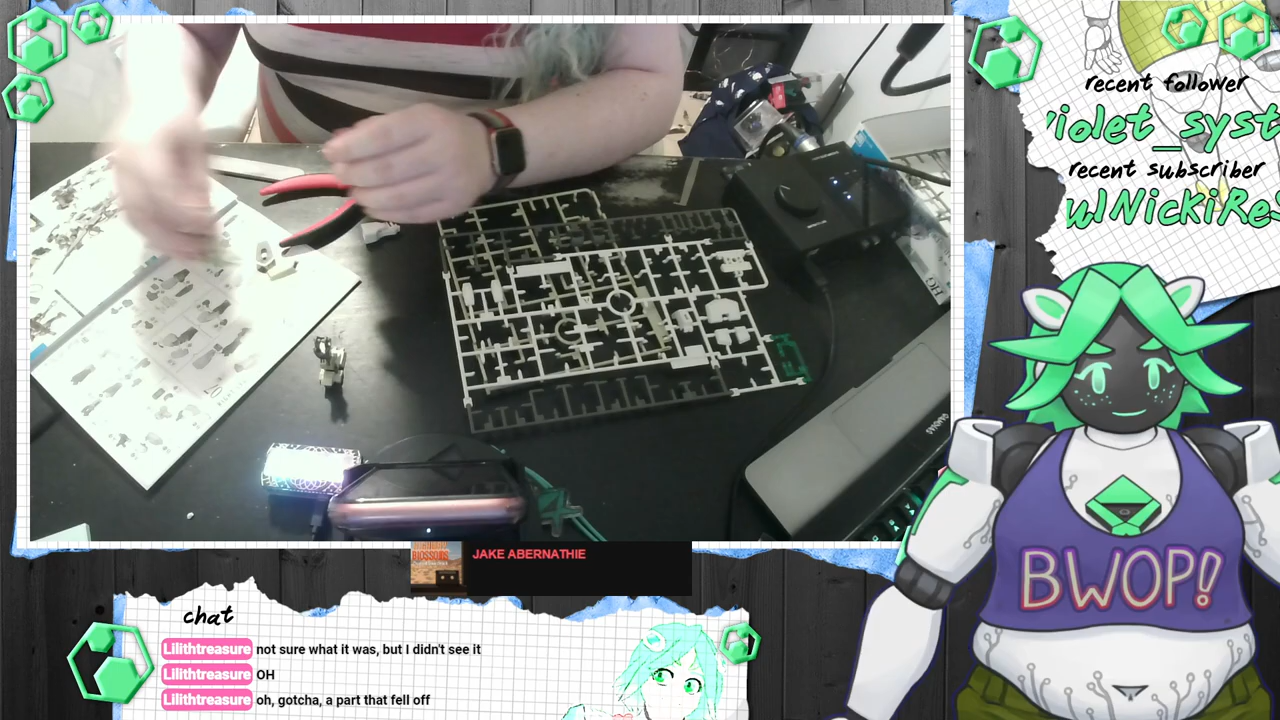 recent follower
violet_syst
recent subscriber
wlNickiRe
JAKE ABERNATHIE
BWOP!
chat
Lilithtreasure not sure what it was, but I didn't see it
Lilithtreasure OH
Lilithtreasure oh, gotcha, a part that fell off